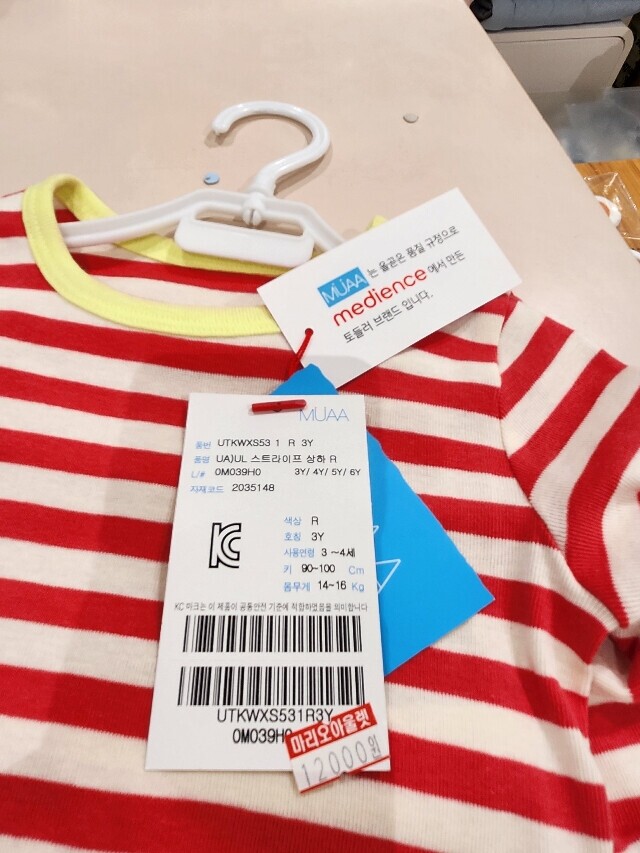 MUAA 는 올곧은 품질 규정으로
medience 에서 만든
토들러 브랜드 입니다.
MUAA
품번 UTKWXS53 1 R 3Y
품명 UA)UL 스트라이프 상하 R
L/# 0M039H0 3Y/ 4Y/ 5Y/ 6Y
자재코드 2035148
색상 R
호칭 3Y
사용연령 3 ~4세
키 90~100 Cm
몸무게 14~16 Kg
KC 마크는 이 제품이 공통안전 기준에 적합하였음을 의미합니다
UTKWXS531R3Y
0M039H0
마리오아울렛
12000원